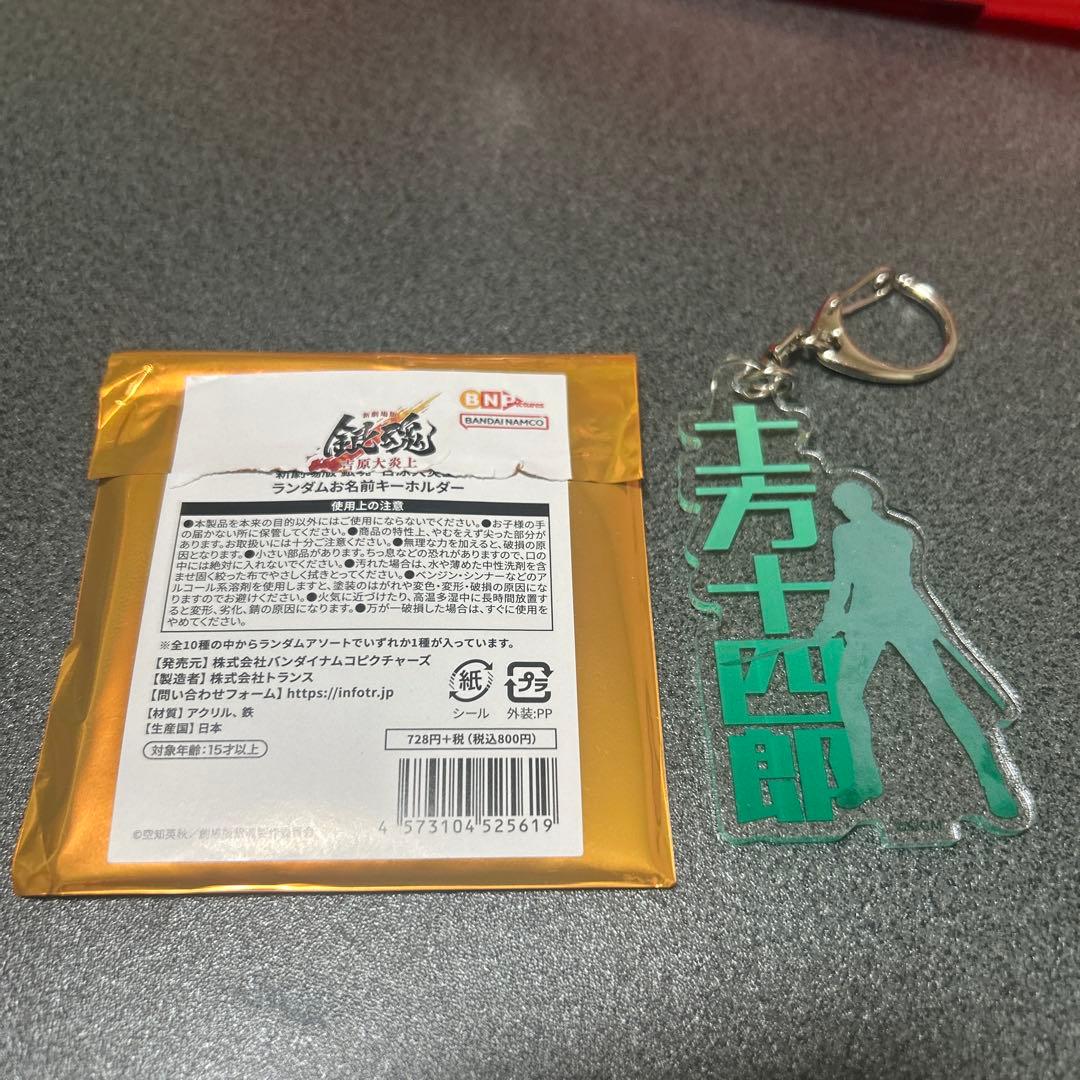 新劇場版
銀魂
吉原大炎上
BNPictures
BANDAI NAMCO
ランダムお名前キーホルダー
使用上の注意
●本製品を本来の目的以外にはご使用にならないでください。●お子様の手
の届かない所に保管してください。●商品の特性上、やむをえず尖った部分が
あります。お取扱いには十分ご注意ください。●無理な力を加えると、破損の原
因となります。●小さい部品があります。ちっ息などの恐れがありますので、口の
中には絶対に入れないでください。●汚れた場合は、水や薄めた中性洗剤を含
ませ固く絞った布でやさしく拭きとってください。●ベンジン・シンナーなどのア
ルコール系溶剤を使用しますと、塗装のはがれや変色・変形・破損の原因にな
りますのでお避けください。●火気に近づけたり、高温多湿中に長時間放置す
ると変形、劣化、錆の原因になります。●万が一破損した場合は、すぐに使用を
やめてください。
※全10種の中からランダムアソートでいずれか1種が入っています。
【発売元】株式会社バンダイナムコピクチャーズ
【製造者】株式会社トランス
【問い合わせフォーム】https://infotr.jp
【材質】アクリル、鉄
【生産国】日本
対象年齢:15才以上
紙
シール
プラ
外装:PP
728円+税(税込800円)
4 573104 525619
©空知英秋/劇場版銀魂製作委員会
土方十四郎